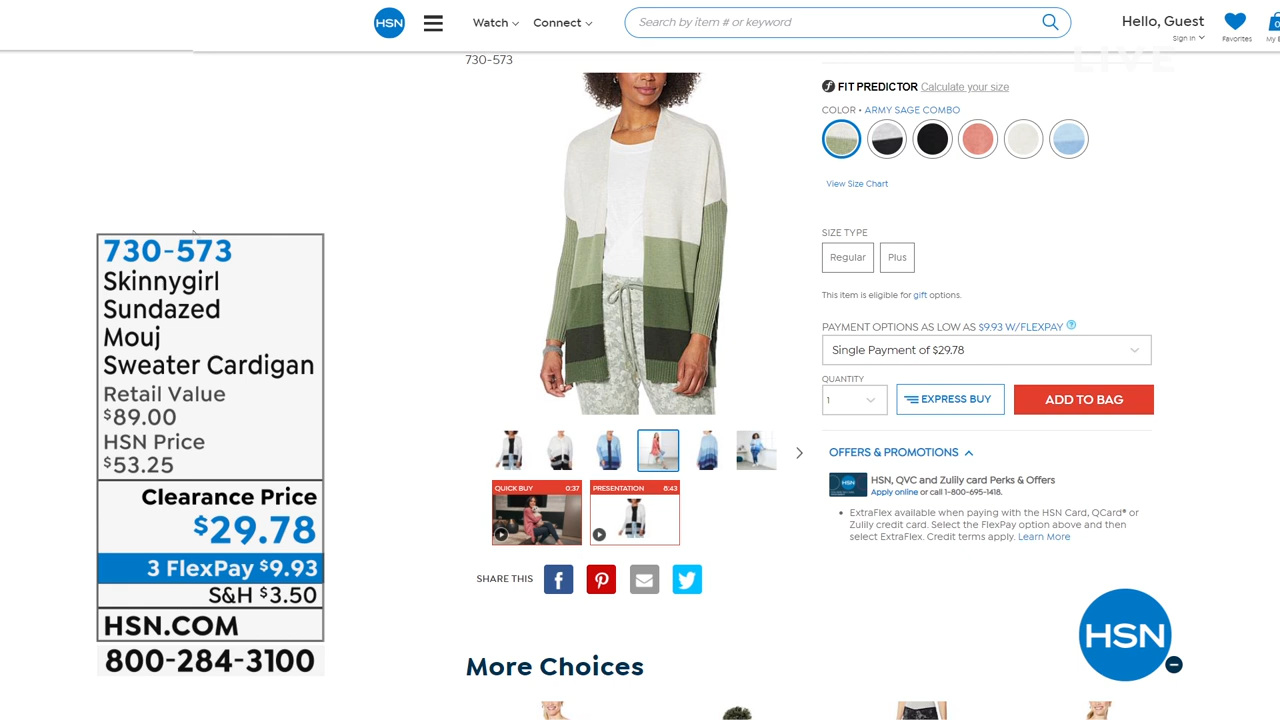 HSN
Watch
Connect
Search by item # or keyword
Hello, Guest
Sign In
Favorites
730-573
LIVE
FIT PREDICTOR Calculate your size
COLOR • ARMY SAGE COMBO
View Size Chart
SIZE TYPE
Regular
Plus
This item is eligible for gift options.
PAYMENT OPTIONS AS LOW AS $9.93 W/FLEXPAY ?
Single Payment of $29.78
QUANTITY
1
EXPRESS BUY
ADD TO BAG
OFFERS & PROMOTIONS
HSN
HSN, QVC and Zulily card Perks & Offers
Apply online or call 1-800-695-1418.
• ExtraFlex available when paying with the HSN Card, QCard® or
Zulily credit card. Select the FlexPay option above and then
select ExtraFlex. Credit terms apply. Learn More
QUICK BUY 0:37
PRESENTATION 8:43
SHARE THIS
More Choices
730-573
Skinnygirl
Sundazed
Mouj
Sweater Cardigan
Retail Value
$89.00
HSN Price
$53.25
Clearance Price
$29.78
3 FlexPay $9.93
S&H $3.50
HSN.COM
800-284-3100
HSN